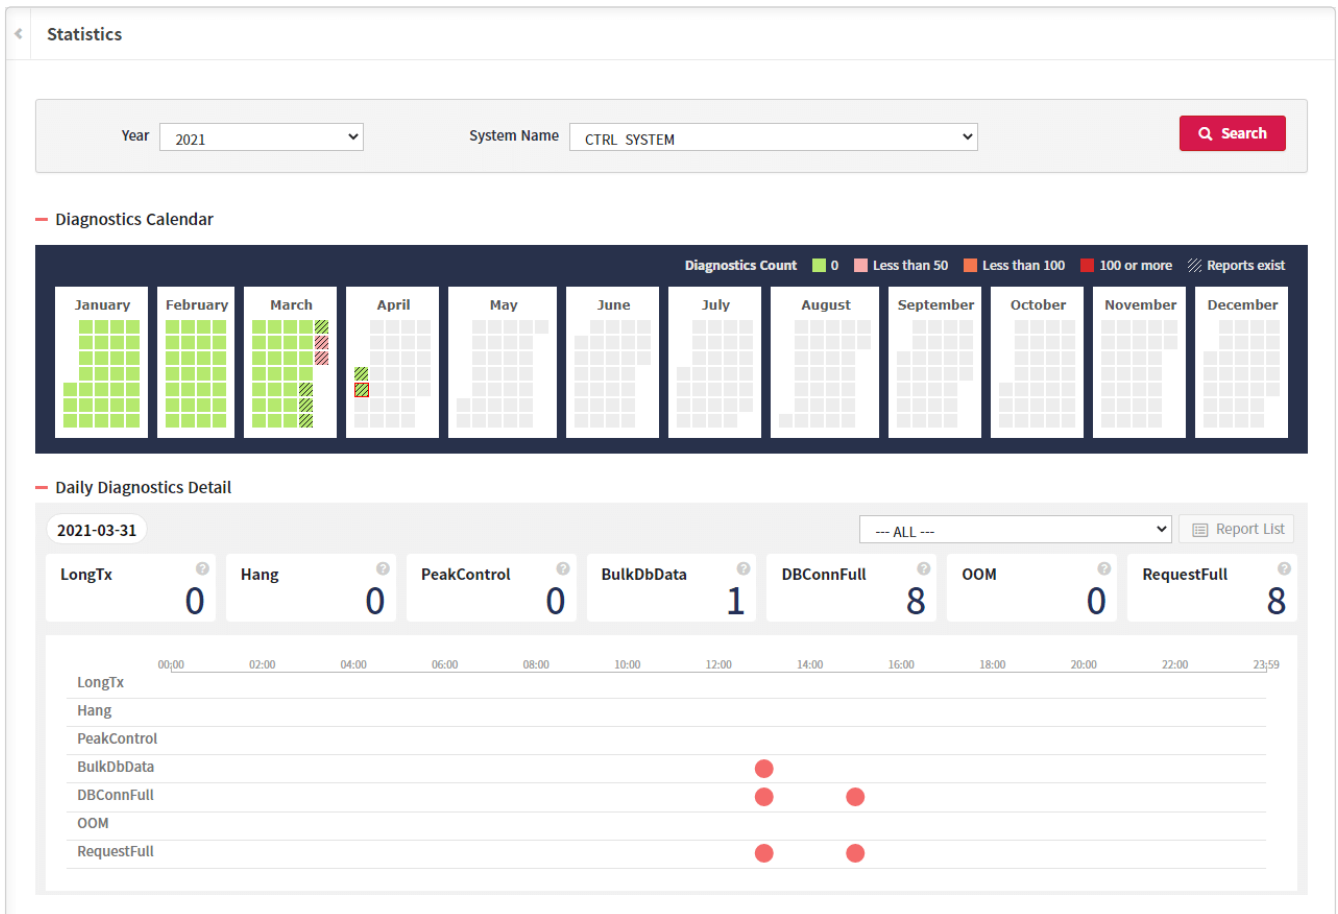 Statistics
Year 2021 System Name CTRL SYSTEM Search
Diagnostics Calendar
Diagnostics Count 0 Less than 50 Less than 100 100 or more Reports exist
January February March April May June July August September October November December
Daily Diagnostics Detail
2021-03-31 --- ALL --- Report List
LongTx ? Hang ? PeakControl ? BulkDbData ? DBConnFull ? OOM ? RequestFull ?
0 0 0 1 8 0 8
00:00 02:00 04:00 06:00 08:00 10:00 12:00 14:00 16:00 18:00 20:00 22:00 23:59
LongTx
Hang
PeakControl
BulkDbData
DBConnFull
OOM
RequestFull